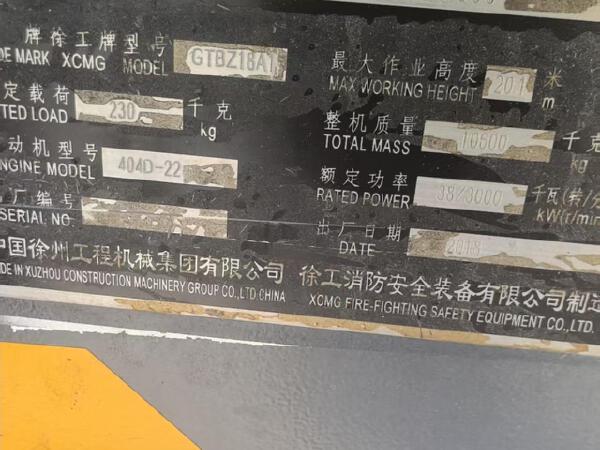 牌徐工牌型号 GTBZ18A1
DE MARK XCMG MODEL
最大作业高度 20.1 米
MAX WORKING HEIGHT m
定载荷 230 千克
TED LOAD kg
整机质量 10600 千克
TOTAL MASS kg
动机型号 404D-22
NGINE MODEL
额定功率 38/3000 千瓦(转/分
RATED POWER kW(r/min
厂编号
SERIAL NO.
出厂日期 2018
DATE
中国徐州工程机械集团有限公司 徐工消防安全装备有限公司制造
DE IN XUZHOU CONSTRUCTION MACHINERY GROUP CO.,LTD.CHINA XCMG FIRE-FIGHTING SAFETY EQUIPMENT CO.,LTD.